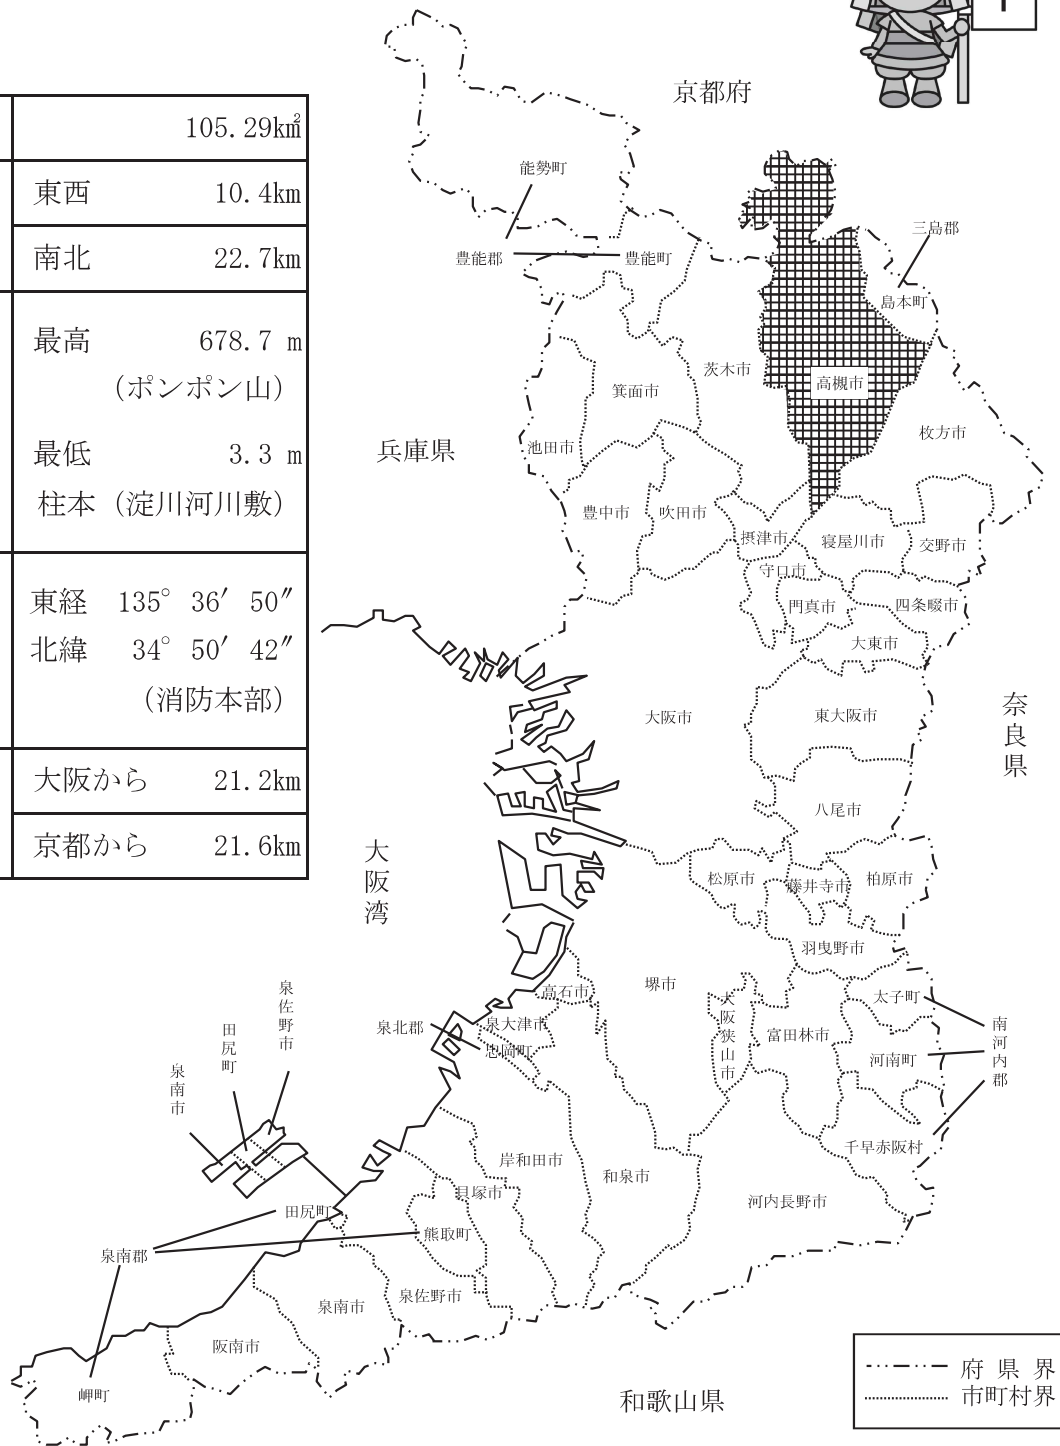 105.29km²
東西 10.4km
南北 22.7km
最高 678.7 m
（ポンポン山）
最低 3.3 m
柱本（淀川河川敷）
東経 135° 36′ 50″
北緯 34° 50′ 42″
（消防本部）
大阪から 21.2km
京都から 21.6km
京都府
能勢町
豊能郡
豊能町
三島郡
島本町
茨木市
高槻市
箕面市
枚方市
兵庫県
池田市
豊中市
吹田市
摂津市
寝屋川市
交野市
守口市
門真市
四条畷市
大東市
大阪市
東大阪市
奈良県
八尾市
大阪湾
松原市
藤井寺市
柏原市
羽曳野市
堺市
高石市
大阪狭山市
太子町
富田林市
泉北郡
泉大津市
忠岡町
河南町
南河内郡
泉佐野市
田尻町
泉南市
千早赤阪村
岸和田市
和泉市
貝塚市
河内長野市
田尻町
熊取町
泉南郡
泉佐野市
泉南市
阪南市
岬町
和歌山県
府県界
市町村界